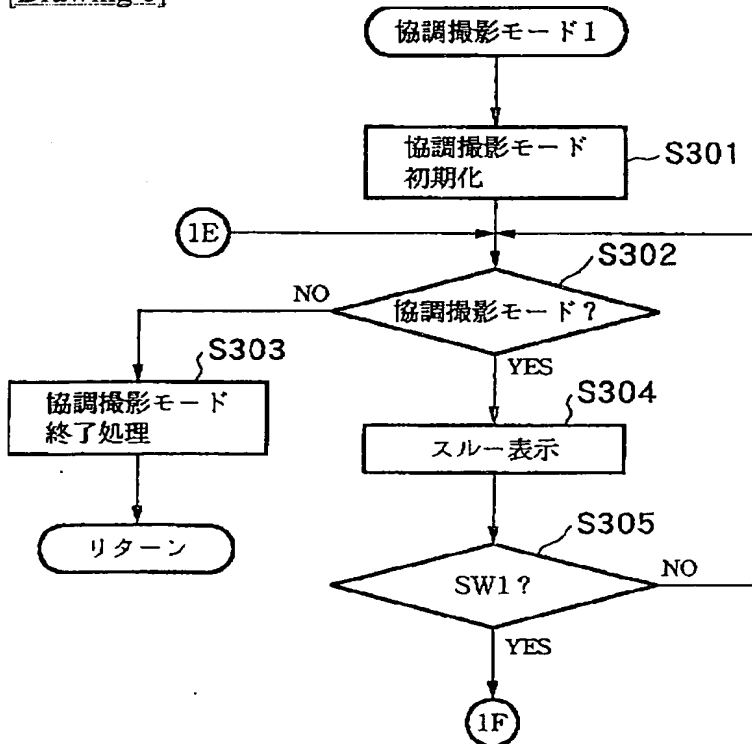 協調撮影モード1
協調撮影モード
初期化
S301
1E
S302
協調撮影モード?
NO
YES
S303
協調撮影モード
終了処理
S304
スルー表示
リターン
S305
SW1?
NO
YES
1F